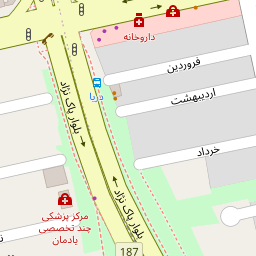 داروخانه
فروردین
دریا
اردیبهشت
بلوار پاک نژاد
خرداد
بلوار پاک نژاد
مرکز پزشکی
چند تخصصی
یادمان
187